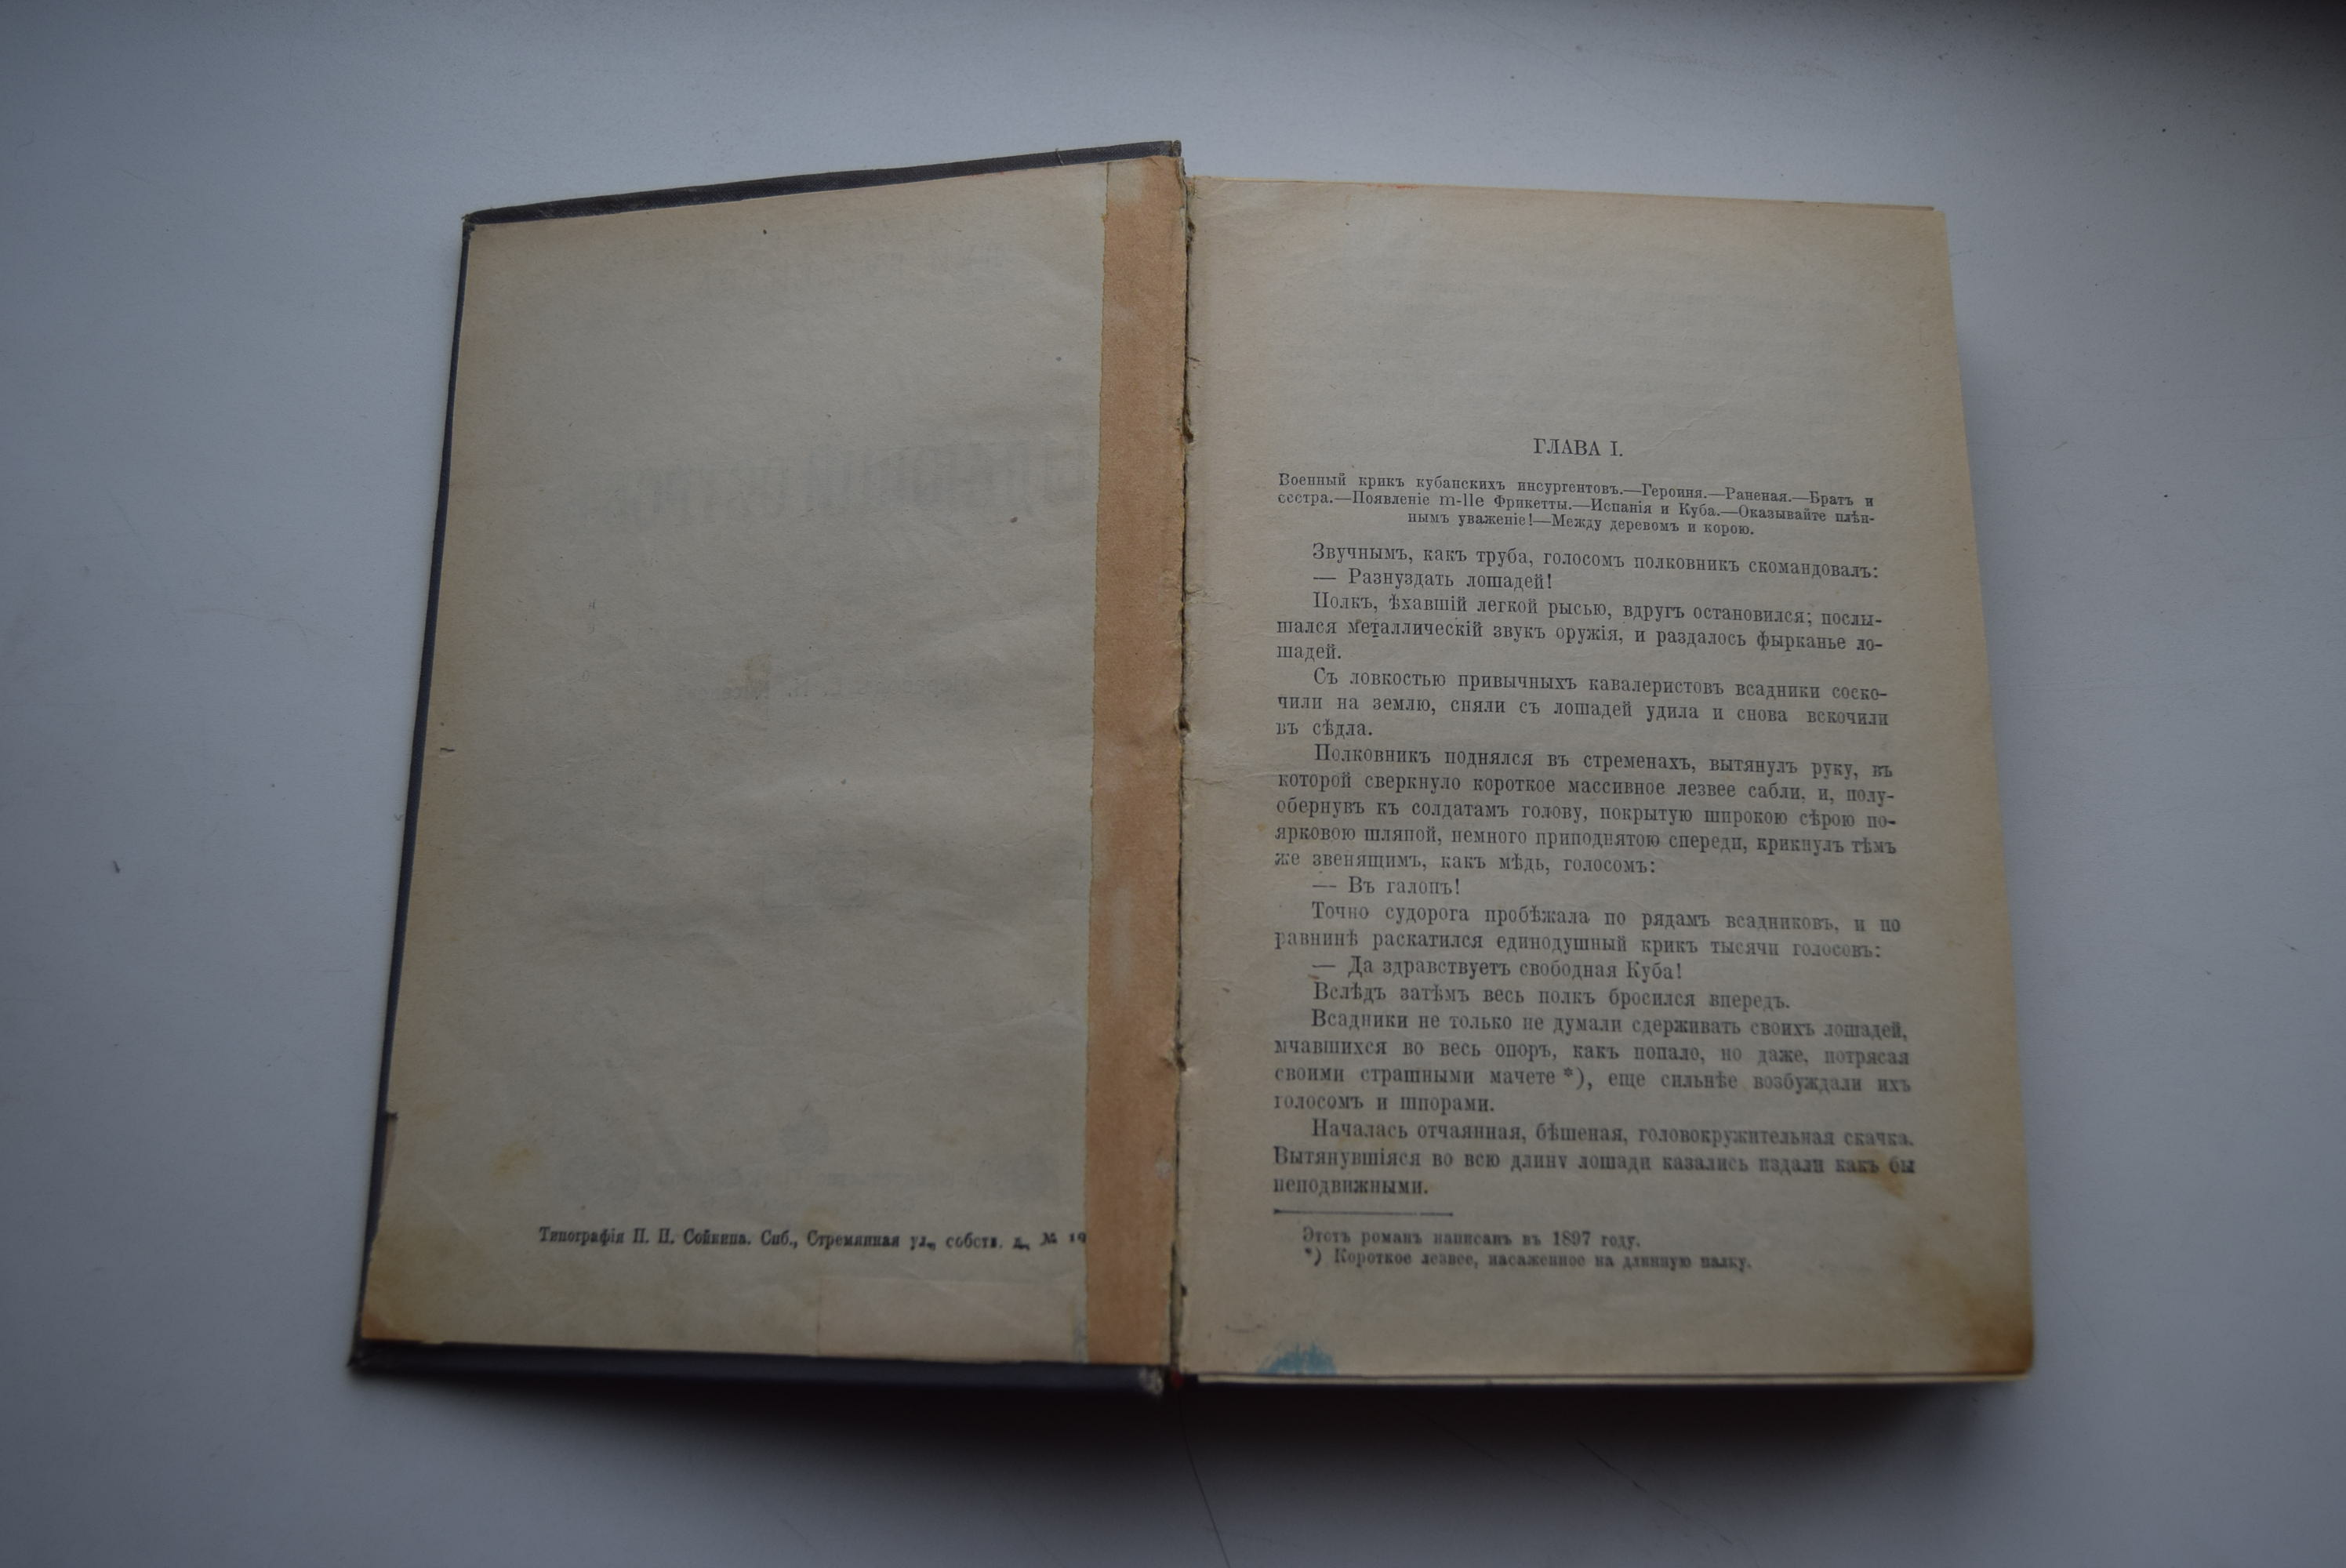 Типографія П. П. Сойкина. Спб., Стремянная ул., собств. д., №
ГЛАВА I.
Военный крикъ кубанскихъ инсургентовъ.—Героиня.—Раненая.—Братъ и
сестра.—Появленіе m-lle Фрикетты.—Испанія и Куба.—Оказывайте плѣн-
нымъ уваженіе!—Между деревомъ и корою.
Звучнымъ, какъ труба, голосомъ полковникъ скомандовалъ:
— Разнуздать лошадей!
Полкъ, ѣхавшій легкой рысью, вдругъ остановился; послы-
шался металлическій звукъ оружія, и раздалось фырканье ло-
шадей.
Съ ловкостью привычныхъ кавалеристовъ всадники соско-
чили на землю, сняли съ лошадей удила и снова вскочили
въ сѣдла.
Полковникъ поднялся въ стременахъ, вытянулъ руку, въ
которой сверкнуло короткое массивное лезвее сабли, и, полу-
обернувъ къ солдатамъ голову, покрытую широкою сѣрою по-
ярковою шляпой, немного приподнятою спереди, крикнулъ тѣмъ
же звенящимъ, какъ мѣдь, голосомъ:
— Въ галопъ!
Точно судорога пробѣжала по рядамъ всадниковъ, и по
равнинѣ раскатился единодушный крикъ тысячи голосовъ:
— Да здравствуетъ свободная Куба!
Вслѣдъ затѣмъ весь полкъ бросился впередъ.
Всадники не только не думали сдерживать своихъ лошадей,
мчавшихся во весь опоръ, какъ попало, но даже, потрясая
своими страшными мачете *), еще сильнѣе возбуждали ихъ
голосомъ и шпорами.
Началась отчаянная, бѣшеная, головокружительная скачка.
Вытянувшіяся во всю длину лошади казались издали какъ бы
неподвижными.
Этотъ романъ написанъ въ 1897 году.
*) Короткое лезвее, насаженное на длинную палку.